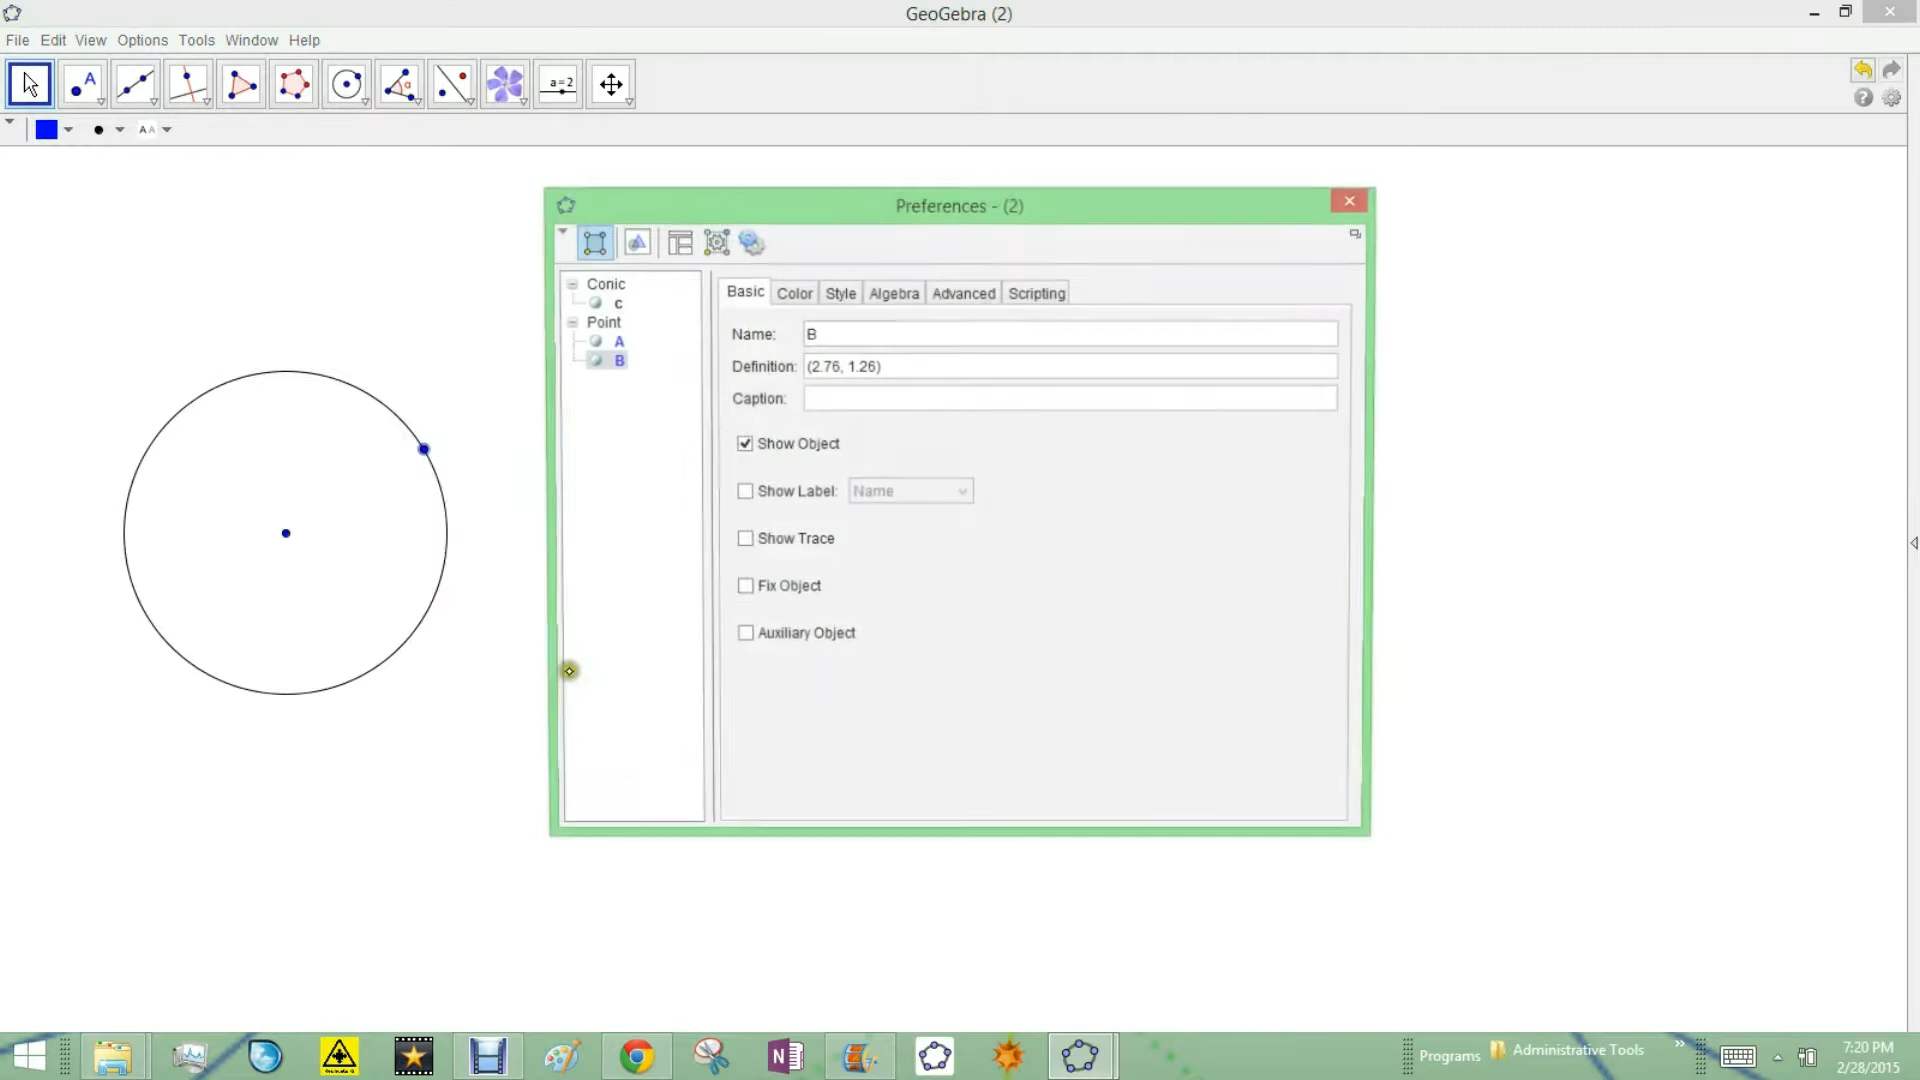 GeoGebra (2)
File Edit View Options Tools Window Help
A
a=2
A A
Preferences - (2)
Conic
c
Point
A
B
Basic Color Style Algebra Advanced Scripting
Name: B
Definition: (2.76, 1.26)
Caption:
Show Object
Show Label: Name
Show Trace
Fix Object
Auxiliary Object
N
Programs Administrative Tools
7:20 PM
2/28/2015